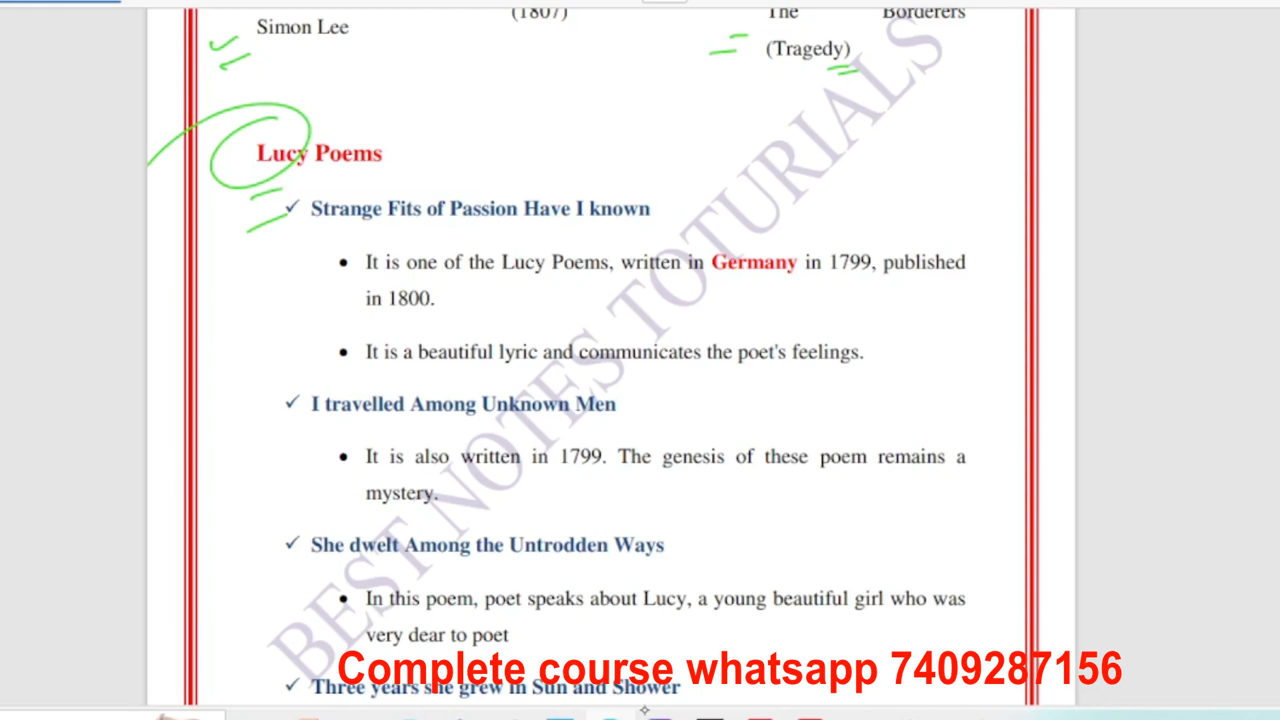 (1807)
The Borderers
Simon Lee
(Tragedy)
Lucy Poems
✓ Strange Fits of Passion Have I known
• It is one of the Lucy Poems, written in Germany in 1799, published
in 1800.
• It is a beautiful lyric and communicates the poet's feelings.
✓ I travelled Among Unknown Men
• It is also written in 1799. The genesis of these poem remains a
mystery.
✓ She dwelt Among the Untrodden Ways
• In this poem, poet speaks about Lucy, a young beautiful girl who was
very dear to poet
Complete course whatsapp 7409287156
✓ Three years she grew in Sun and Shower
BEST NOTES TOTURIALS